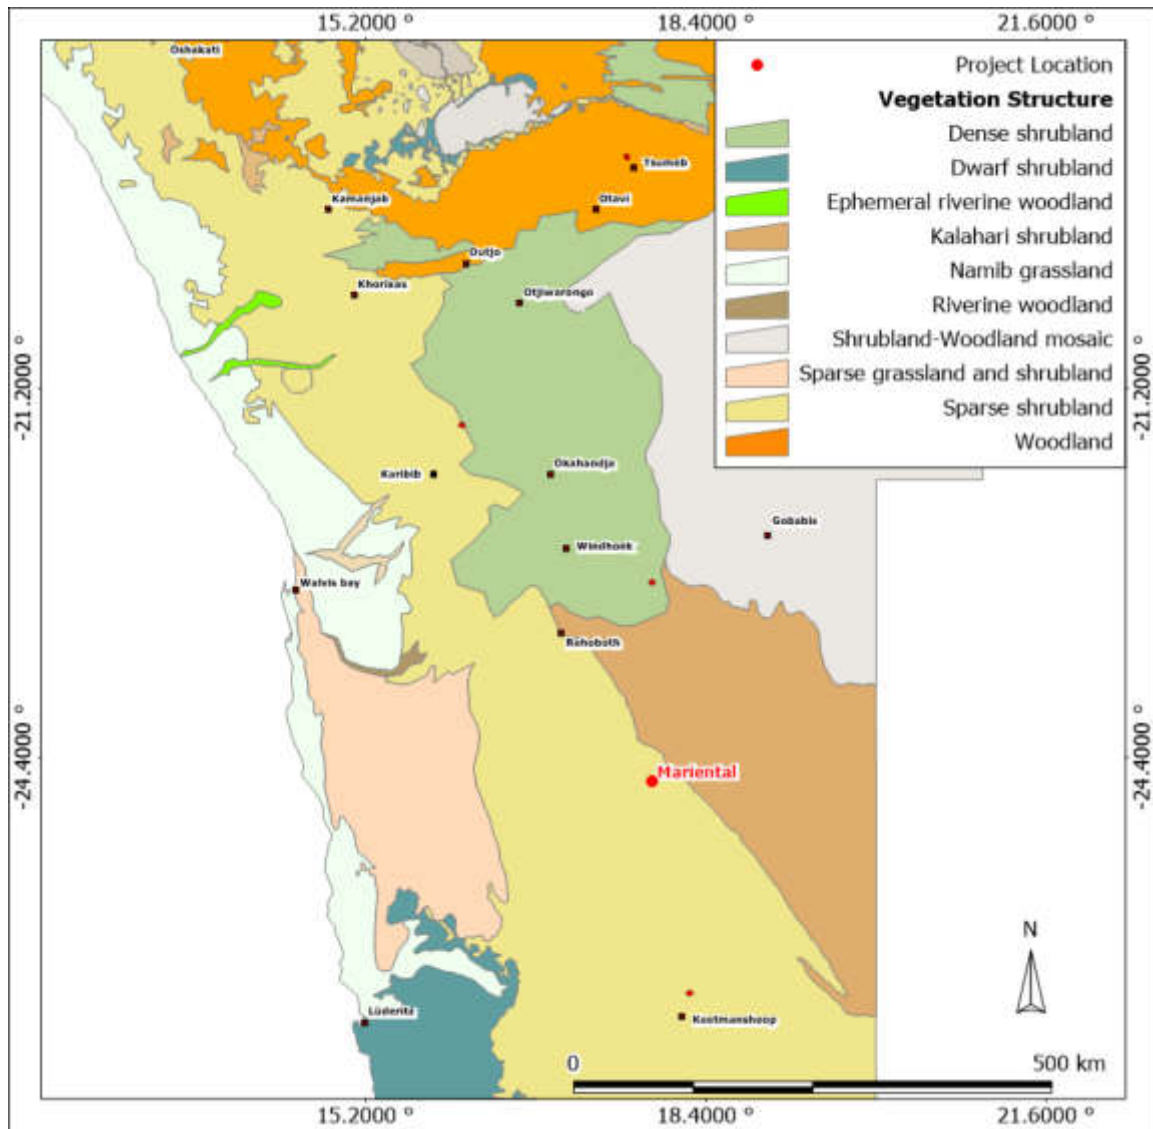 15.2000 °
18.4000 °
21.6000 °
Oshakati
Project Location
Vegetation Structure
Dense shrubland
Dwarf shrubland
Ephemeral riverine woodland
Kalahari shrubland
Namib grassland
Riverine woodland
Shrubland-Woodland mosaic
Sparse grassland and shrubland
Sparse shrubland
Woodland
Tsumeb
Kamanjab
Otavi
Outjo
Khorixas
Otjiwarongo
-21.2000 °
-21.2000 °
Karibib
Okahandja
Gobabis
Windhoek
Walvis bay
Rehoboth
-24.4000 °
-24.4000 °
Mariental
N
Lüderitz
Keetmanshoop
0
500 km
15.2000 °
18.4000 °
21.6000 °